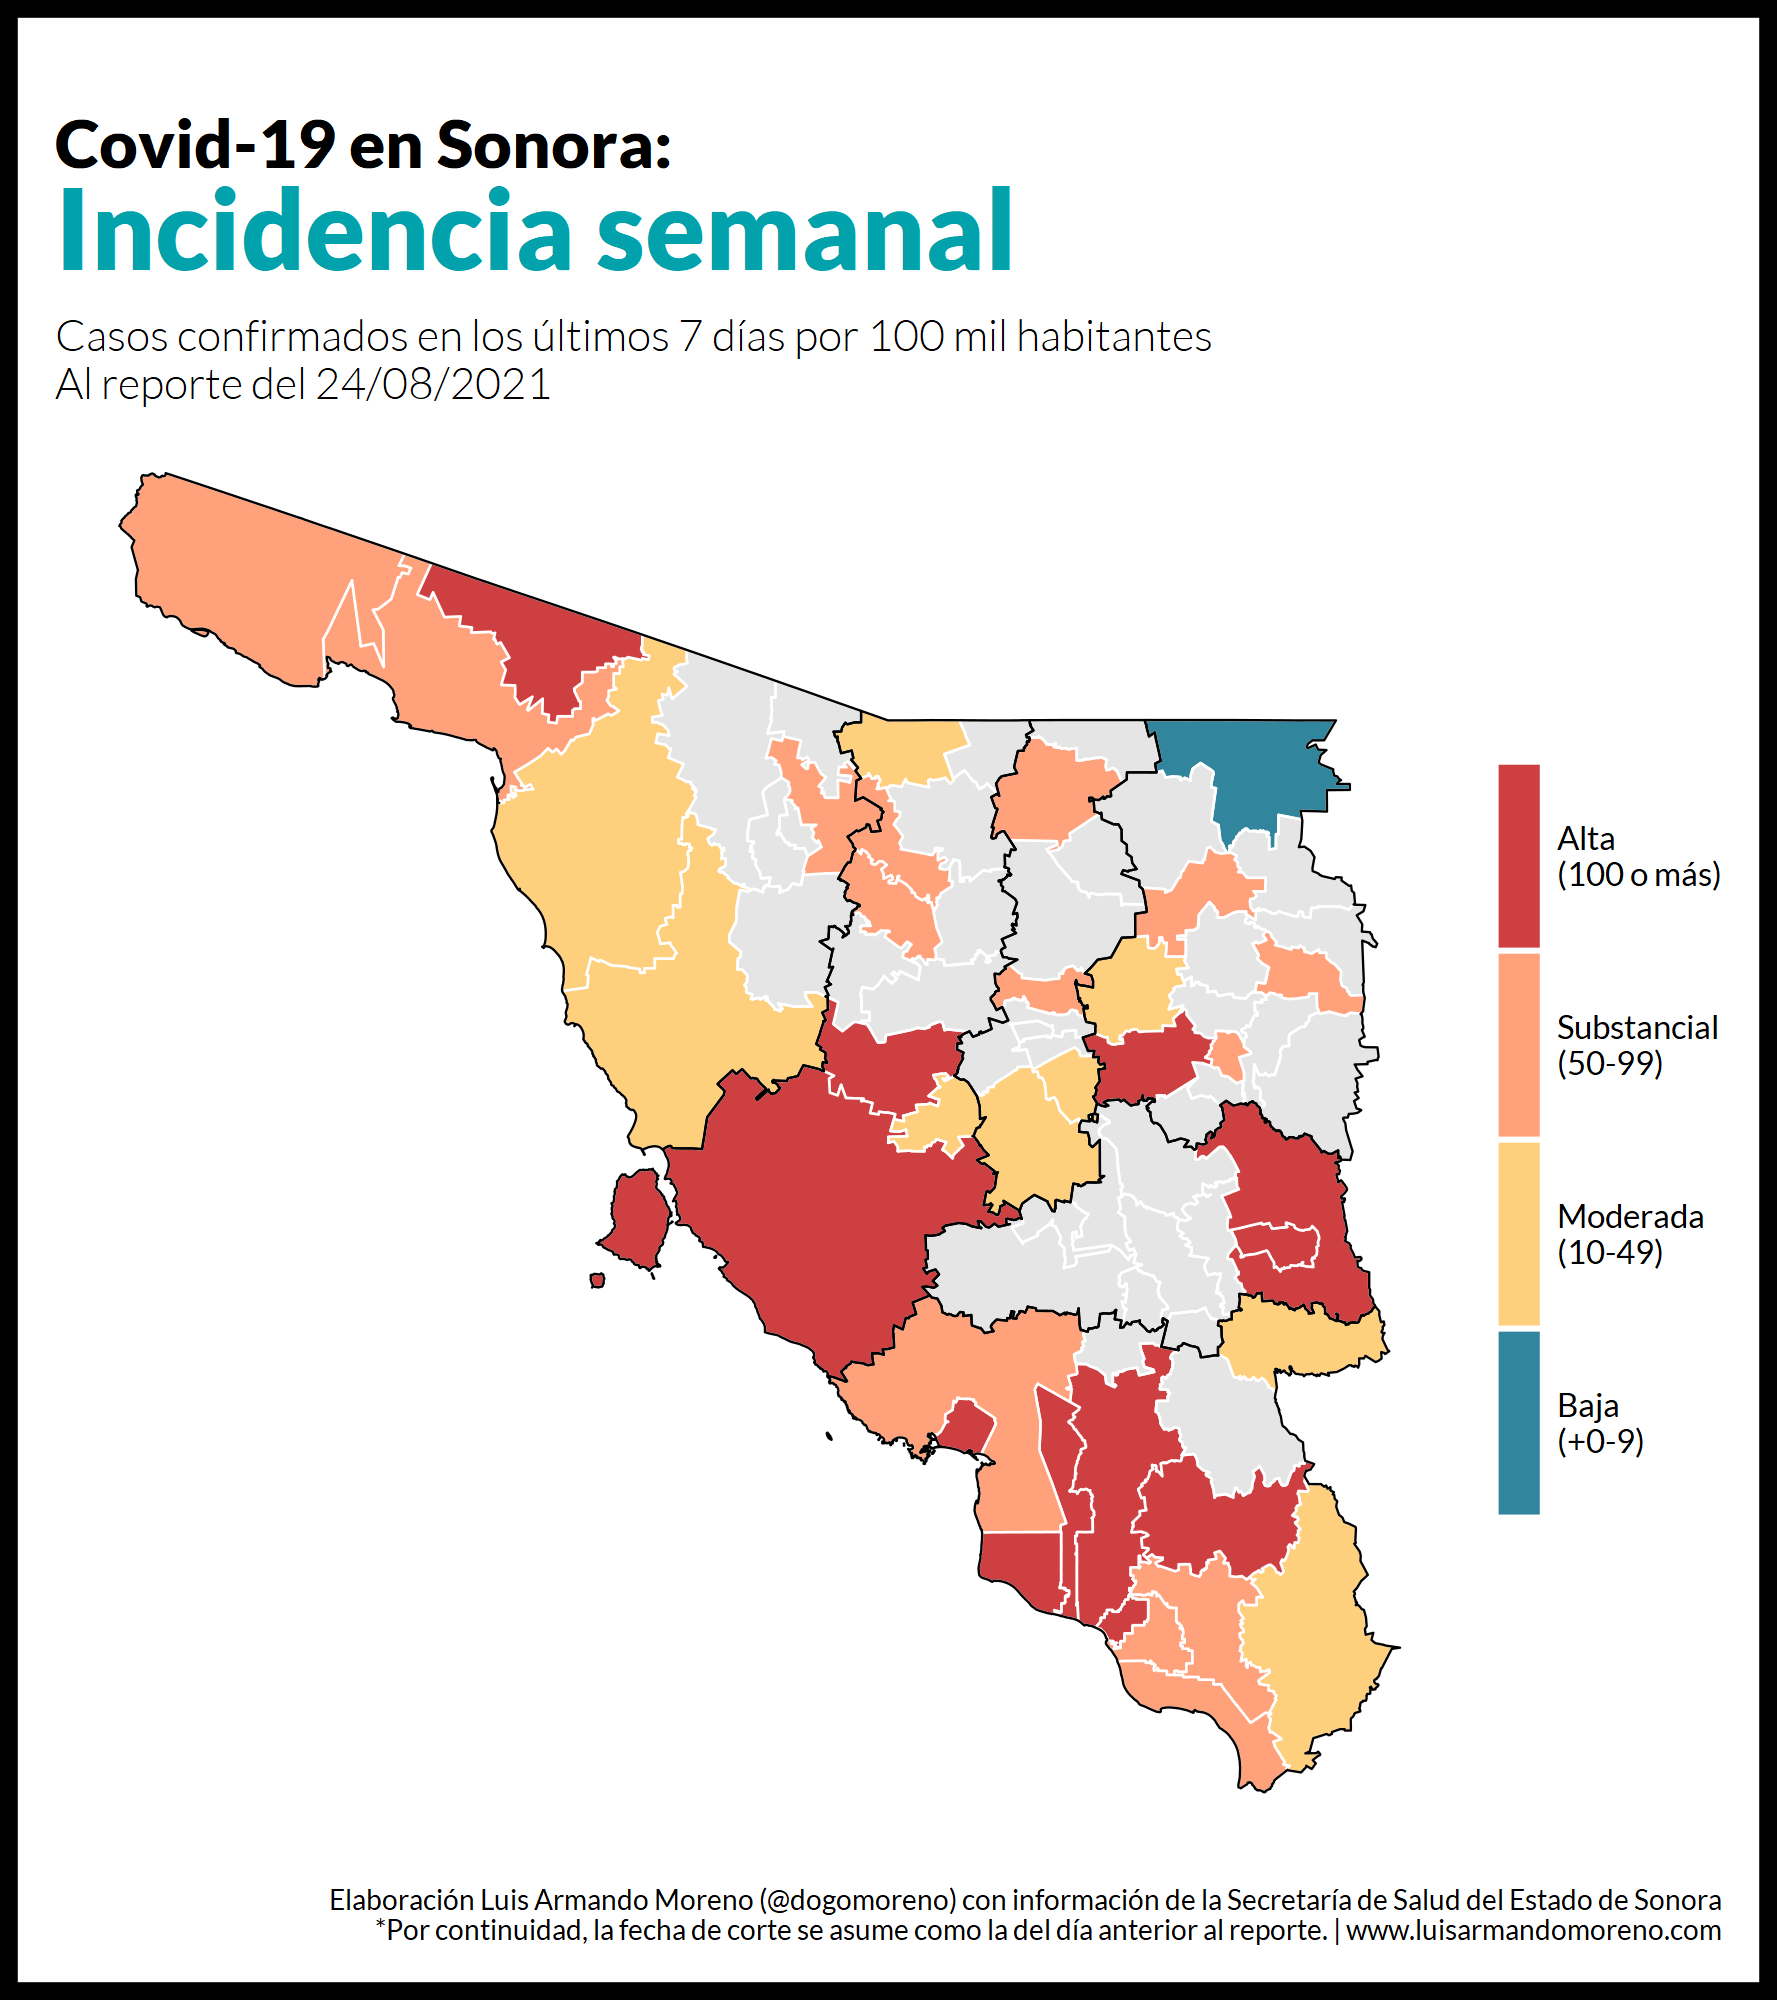 Covid-19 en Sonora:
Incidencia semanal
Casos confirmados en los últimos 7 días por 100 mil habitantes
Al reporte del 24/08/2021
Alta
(100 o más)
Substancial
(50-99)
Moderada
(10-49)
Baja
(+0-9)
Elaboración Luis Armando Moreno (@dogomoreno) con información de la Secretaría de Salud del Estado de Sonora
*Por continuidad, la fecha de corte se asume como la del día anterior al reporte. | www.luisarmandomoreno.com